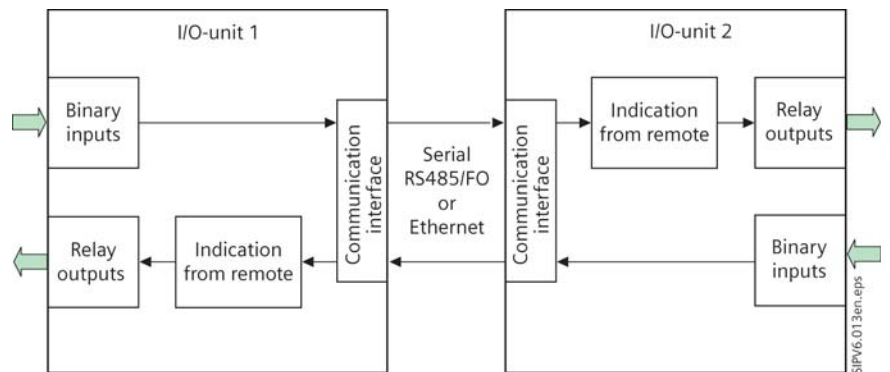 I/O-unit 1
Binary
inputs
Relay
outputs
Indication
from remote
Communication
interface
Serial
RS485/FO
or
Ethernet
I/O-unit 2
Communication
interface
Indication
from remote
Relay
outputs
Binary
inputs
SIPV6.013en.eps